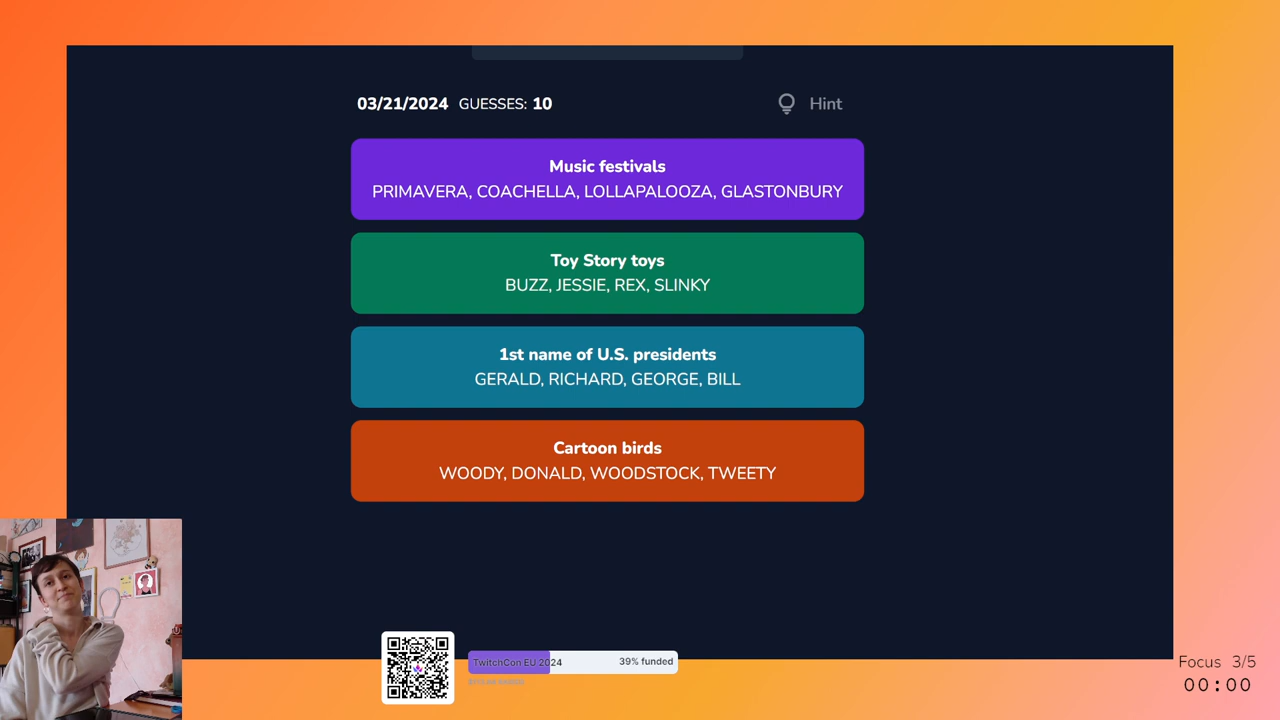 03/21/2024 GUESSES: 10 Hint
Music festivals
PRIMAVERA, COACHELLA, LOLLAPALOOZA, GLASTONBURY
Toy Story toys
BUZZ, JESSIE, REX, SLINKY
1st name of U.S. presidents
GERALD, RICHARD, GEORGE, BILL
Cartoon birds
WOODY, DONALD, WOODSTOCK, TWEETY
TwitchCon EU 2024 39% funded
Focus 3/5
00:00